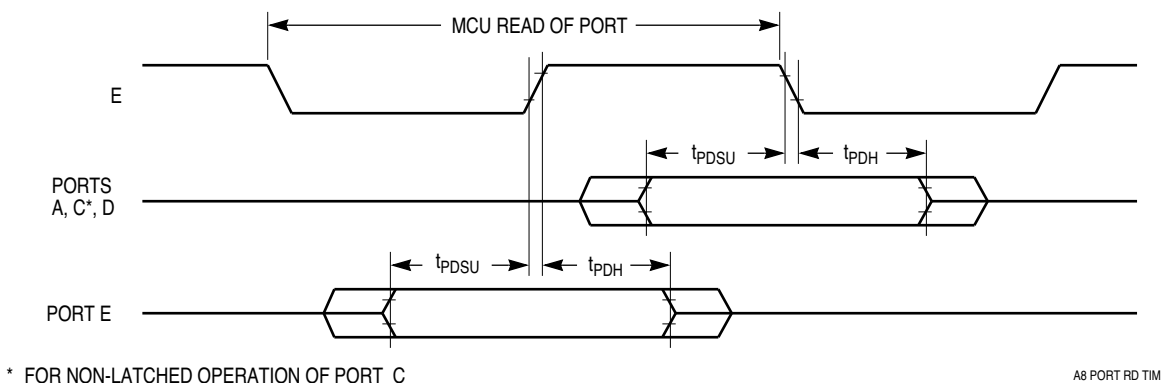 MCU READ OF PORT
E
tPDSU
tPDH
PORTS
A, C*, D
tPDSU
tPDH
PORT E
* FOR NON-LATCHED OPERATION OF PORT C
A8 PORT RD TIM